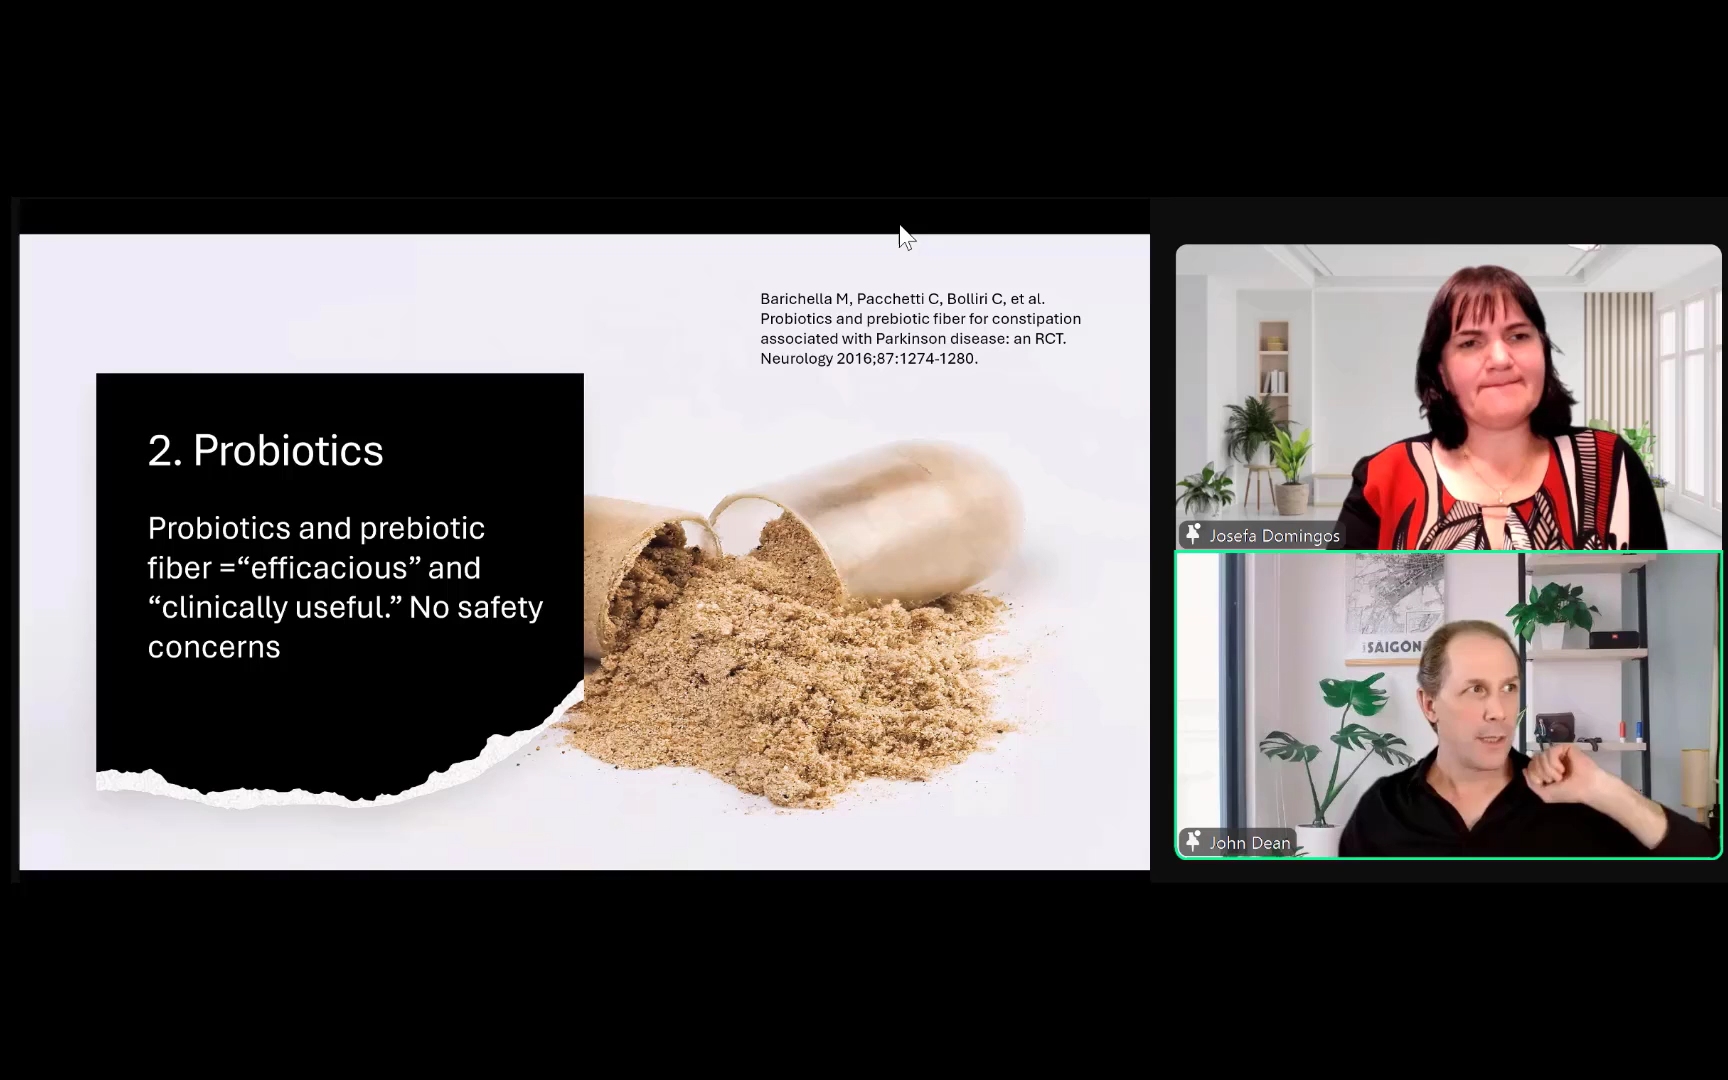 Barichella M, Pacchetti C, Bolliri C, et al.
Probiotics and prebiotic fiber for constipation
associated with Parkinson disease: an RCT.
Neurology 2016;87:1274-1280.
2. Probiotics
Probiotics and prebiotic
fiber =“efficacious” and
“clinically useful.” No safety
concerns
Josefa Domingos
SAIGON
John Dean